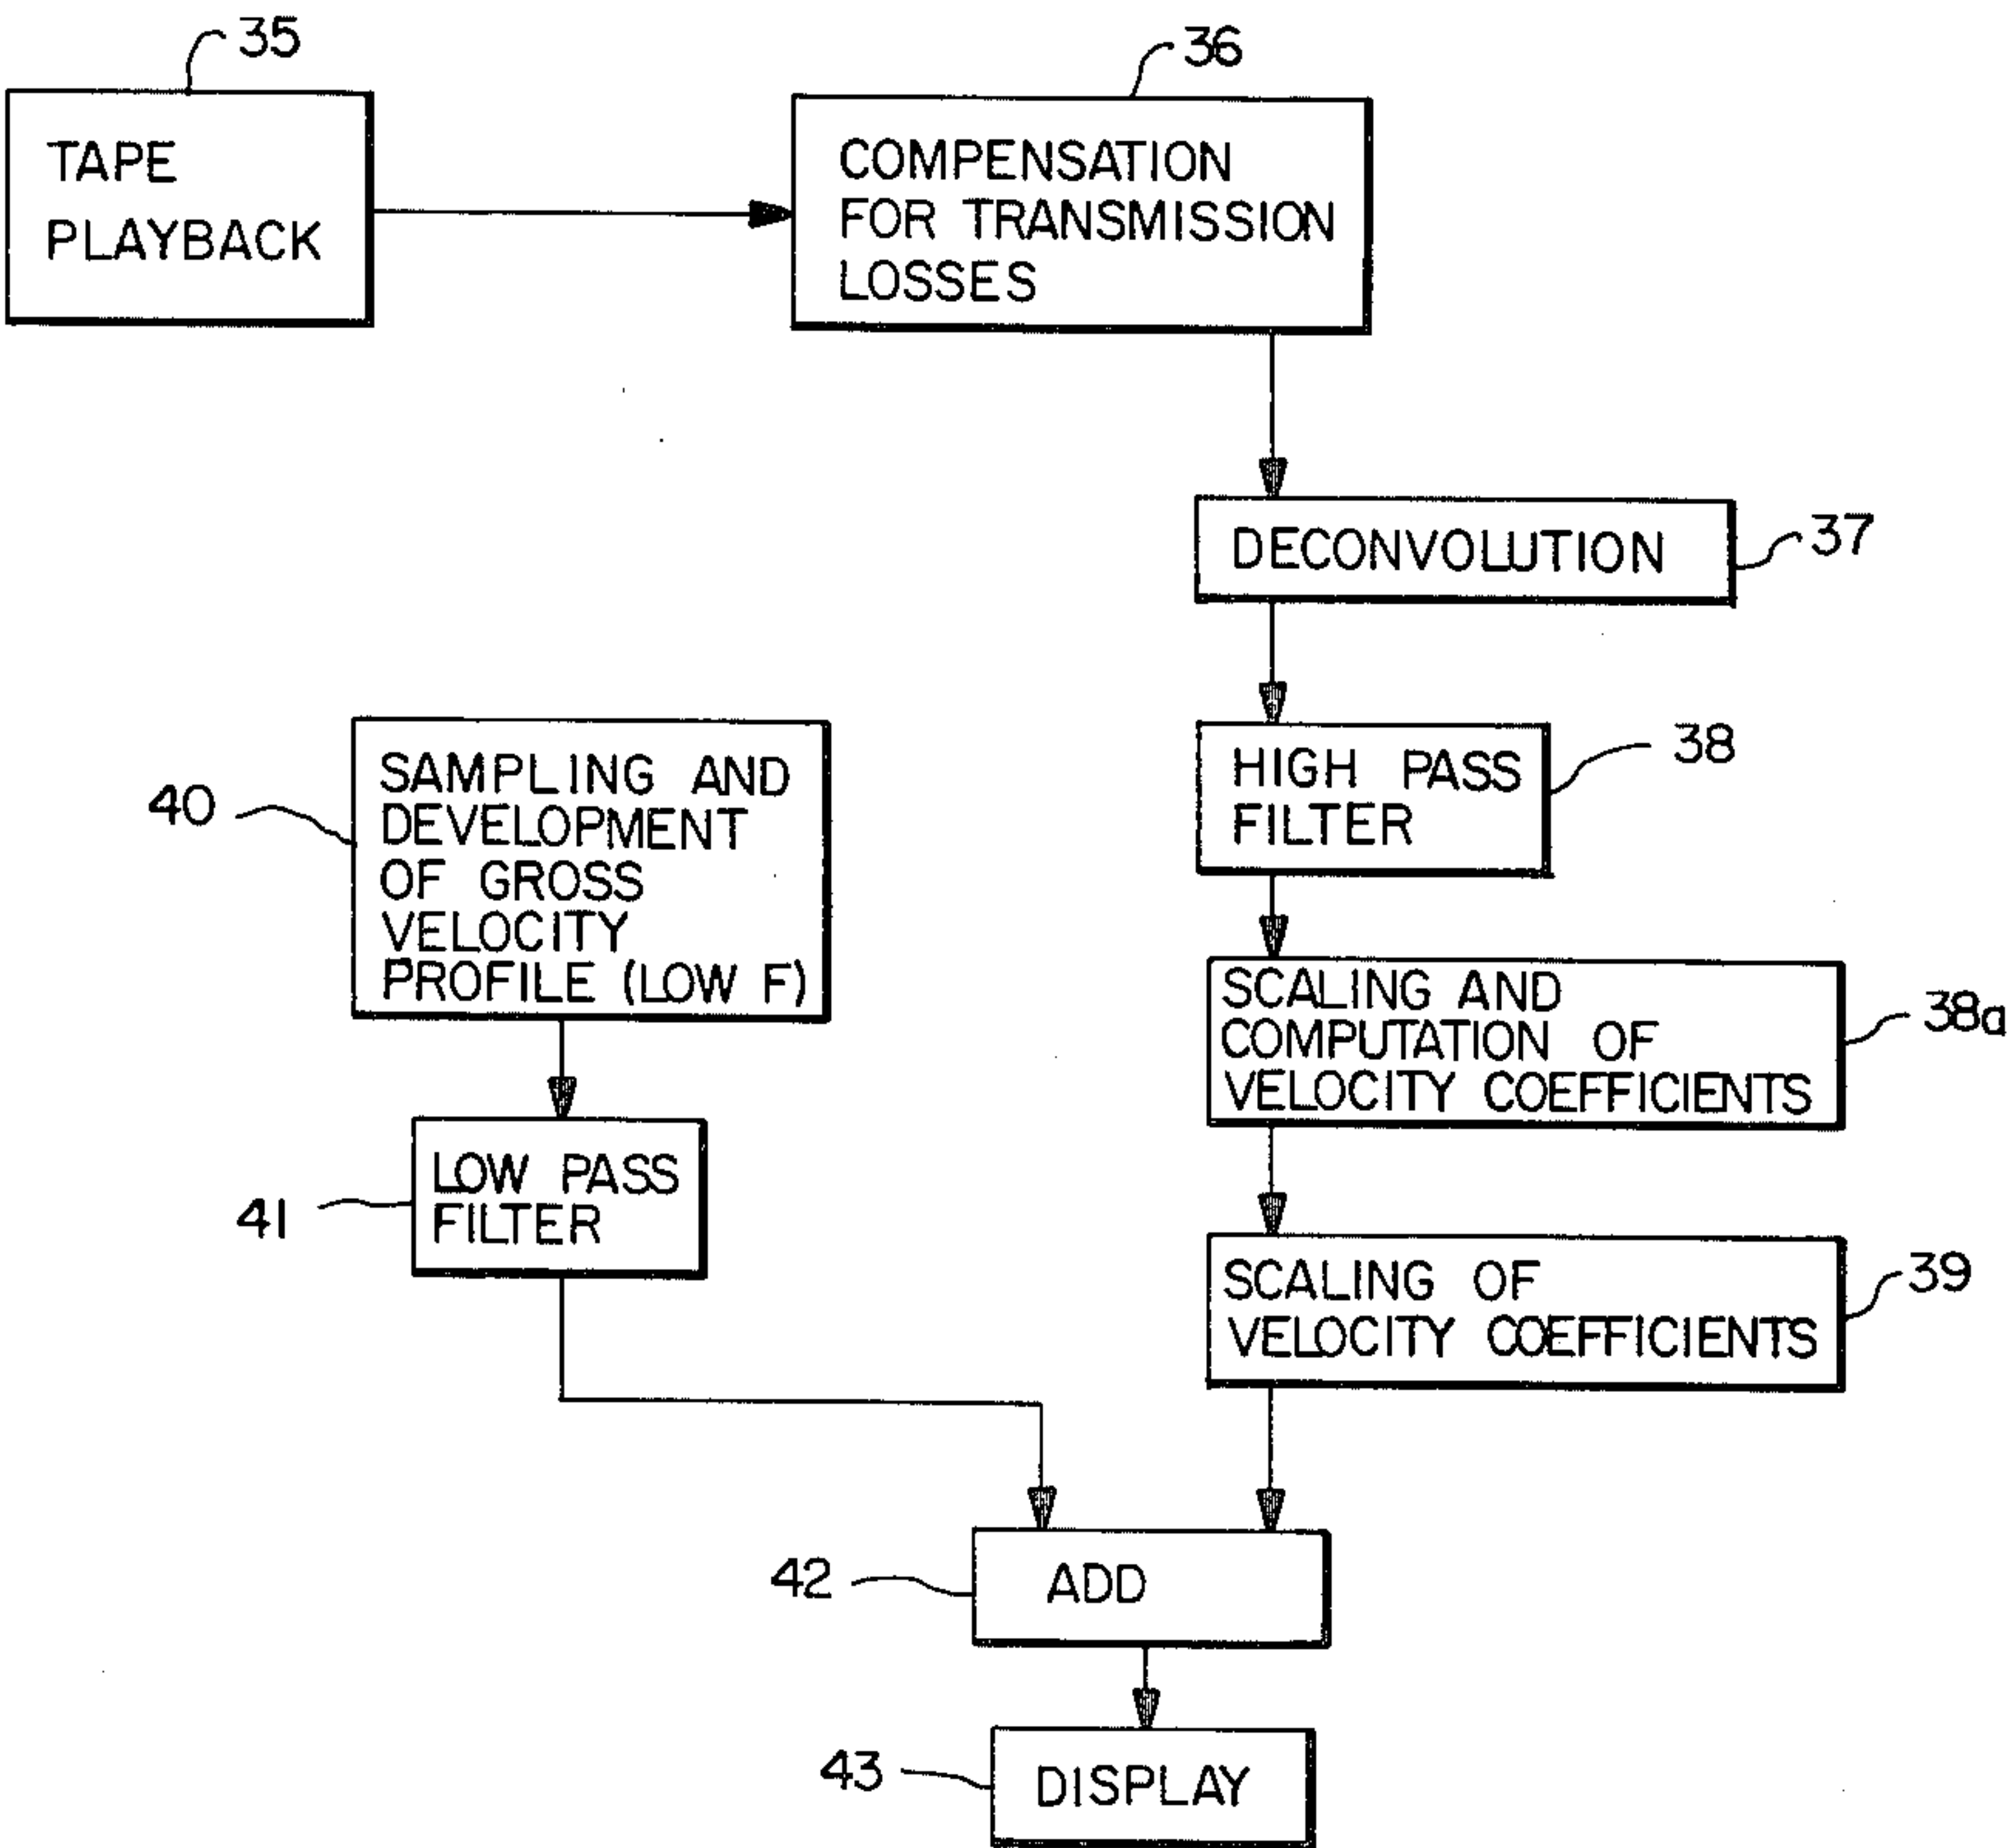 35
TAPE
PLAYBACK
36
COMPENSATION
FOR TRANSMISSION
LOSSES
DECONVOLUTION
37
HIGH PASS
FILTER
38
40
SAMPLING AND
DEVELOPMENT
OF GROSS
VELOCITY
PROFILE (LOW F)
SCALING AND
COMPUTATION OF
VELOCITY COEFFICIENTS
38a
41
LOW PASS
FILTER
SCALING OF
VELOCITY COEFFICIENTS
39
42
ADD
43
DISPLAY